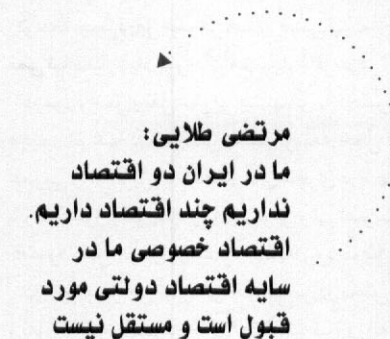 مرتضی طلایی:
ما در ایران دو اقتصاد
نداریم چند اقتصاد داریم.
اقتصاد خصوصی ما در
سایه اقتصاد دولتی مورد
قبول است و مستقل نیست